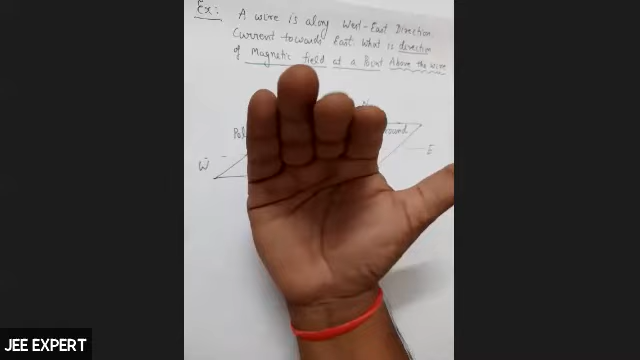 Ex:- A wire is along West-East Direction.
Current towards East. What is direction
of Magnetic field at a Point Above the wire
N
W
E
JEE EXPERT